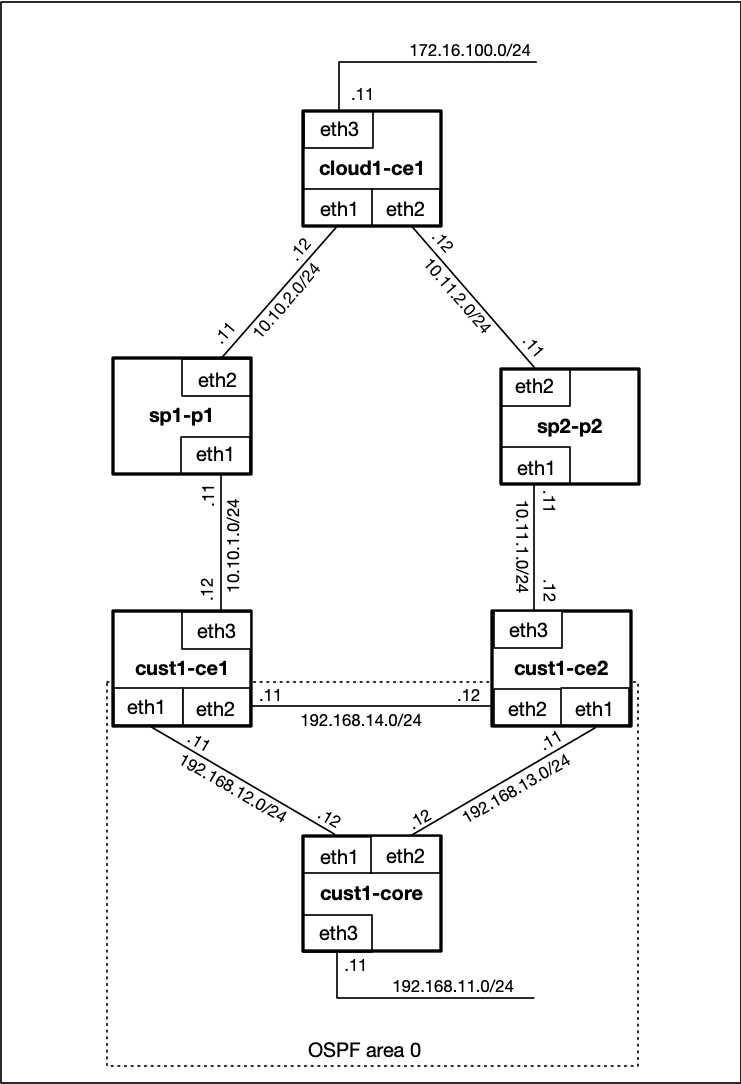 172.16.100.0/24
.11
eth3
cloud1-ce1
eth1 eth2
.12 .12
10.10.2.0/24 10.11.2.0/24
.11 .11
eth2 eth2
sp1-p1 sp2-p2
eth1 eth1
.11 .11
10.10.1.0/24 10.11.1.0/24
.12 .12
eth3 eth3
cust1-ce1 cust1-ce2
eth1 eth2 .11 .12 eth2 eth1
192.168.14.0/24
.11 .11
192.168.12.0/24 192.168.13.0/24
.12 .12
eth1 eth2
cust1-core
eth3
.11
192.168.11.0/24
OSPF area 0